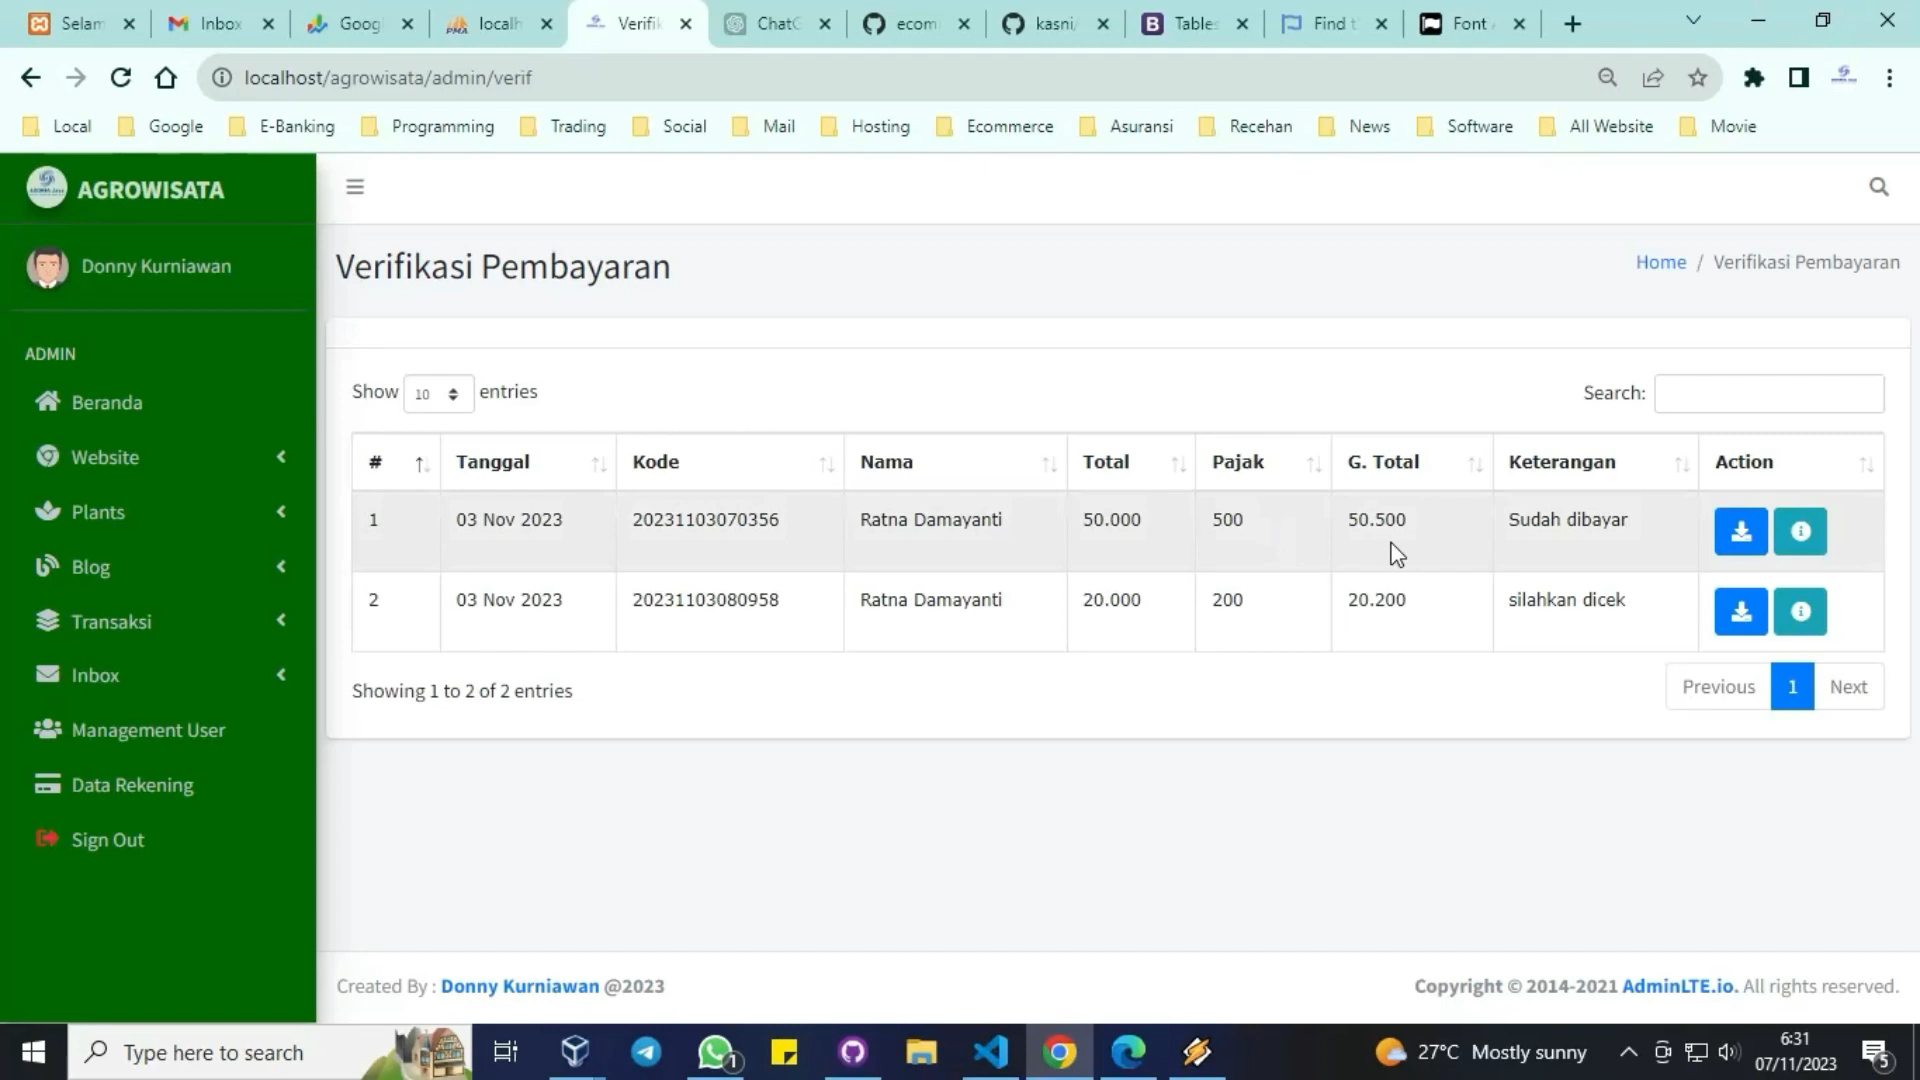 Selam
Inbox
Goog
localh
Verifik
ChatG
ecom
kasni
Tables
Find t
Font
localhost/agrowisata/admin/verif
Local
Google
E-Banking
Programming
Trading
Social
Mail
Hosting
Ecommerce
Asuransi
Recehan
News
Software
All Website
Movie
AGROWISATA
Donny Kurniawan
ADMIN
Beranda
Website
Plants
Blog
Transaksi
Inbox
Management User
Data Rekening
Sign Out
Verifikasi Pembayaran
Home / Verifikasi Pembayaran
Show 10 entries
Search:
# Tanggal Kode Nama Total Pajak G. Total Keterangan Action
1 03 Nov 2023 20231103070356 Ratna Damayanti 50.000 500 50.500 Sudah dibayar
2 03 Nov 2023 20231103080958 Ratna Damayanti 20.000 200 20.200 silahkan dicek
Showing 1 to 2 of 2 entries
Previous 1 Next
Created By : Donny Kurniawan @2023
Copyright © 2014-2021 AdminLTE.io. All rights reserved.
Type here to search
1
27°C Mostly sunny
6:31
07/11/2023
5